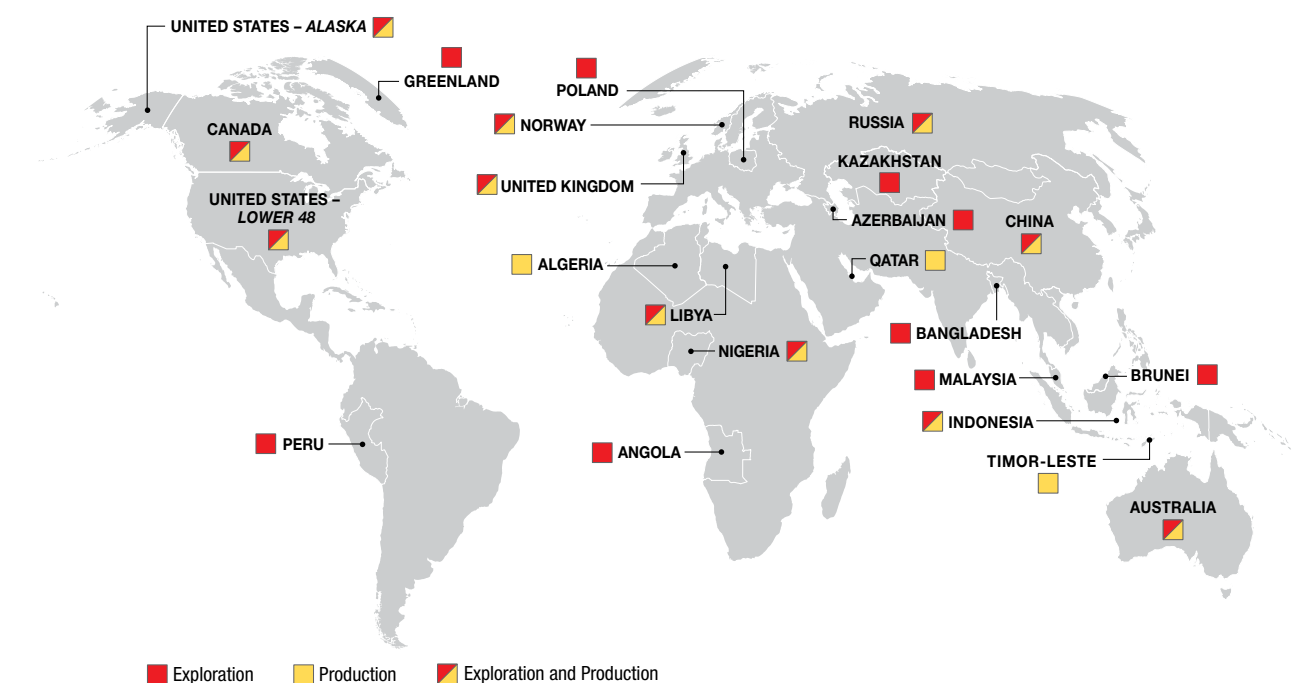 UNITED STATES – ALASKA
GREENLAND
POLAND
CANADA
NORWAY
RUSSIA
KAZAKHSTAN
UNITED KINGDOM
UNITED STATES –
LOWER 48
AZERBAIJAN
CHINA
ALGERIA
QATAR
LIBYA
BANGLADESH
NIGERIA
MALAYSIA
BRUNEI
INDONESIA
PERU
ANGOLA
TIMOR-LESTE
AUSTRALIA
Exploration
Production
Exploration and Production